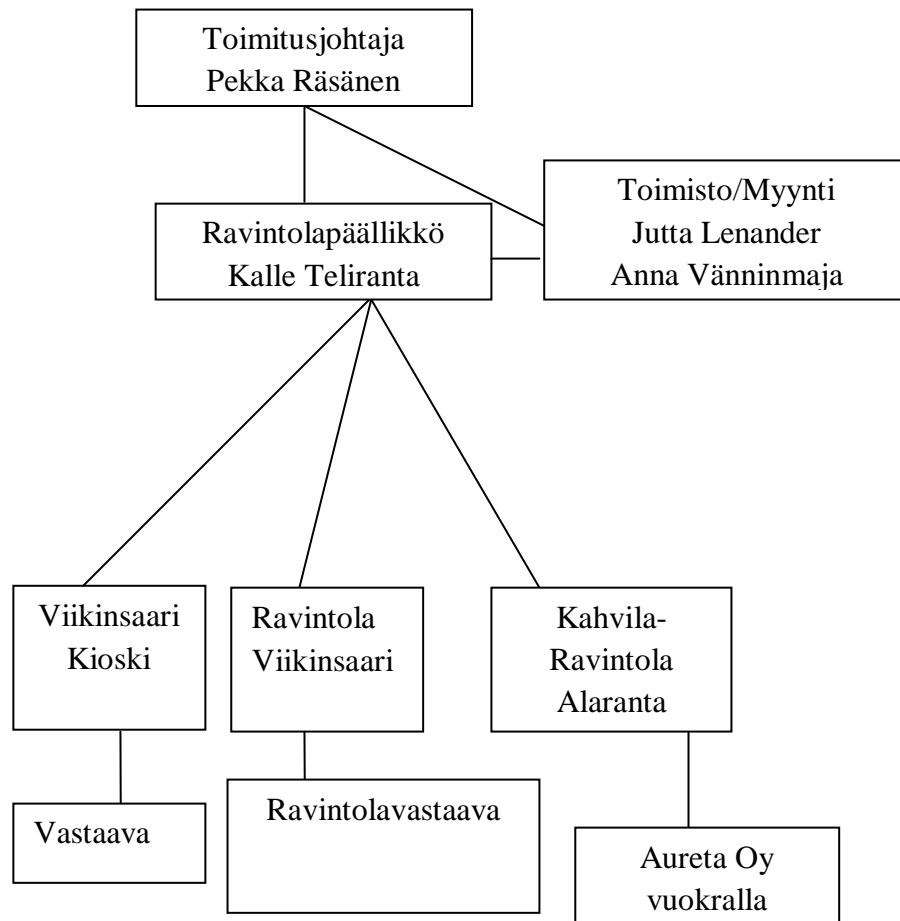 Toimitusjohtaja
Pekka Räsänen
Toimisto/Myynti
Jutta Lenander
Anna Vänninmaja
Ravintolapäällikkö
Kalle Teliranta
Viikinsaari
Kioski
Ravintola
Viikinsaari
Kahvila-
Ravintola
Alaranta
Vastaava
Ravintolavastaava
Aureta Oy
vuokralla